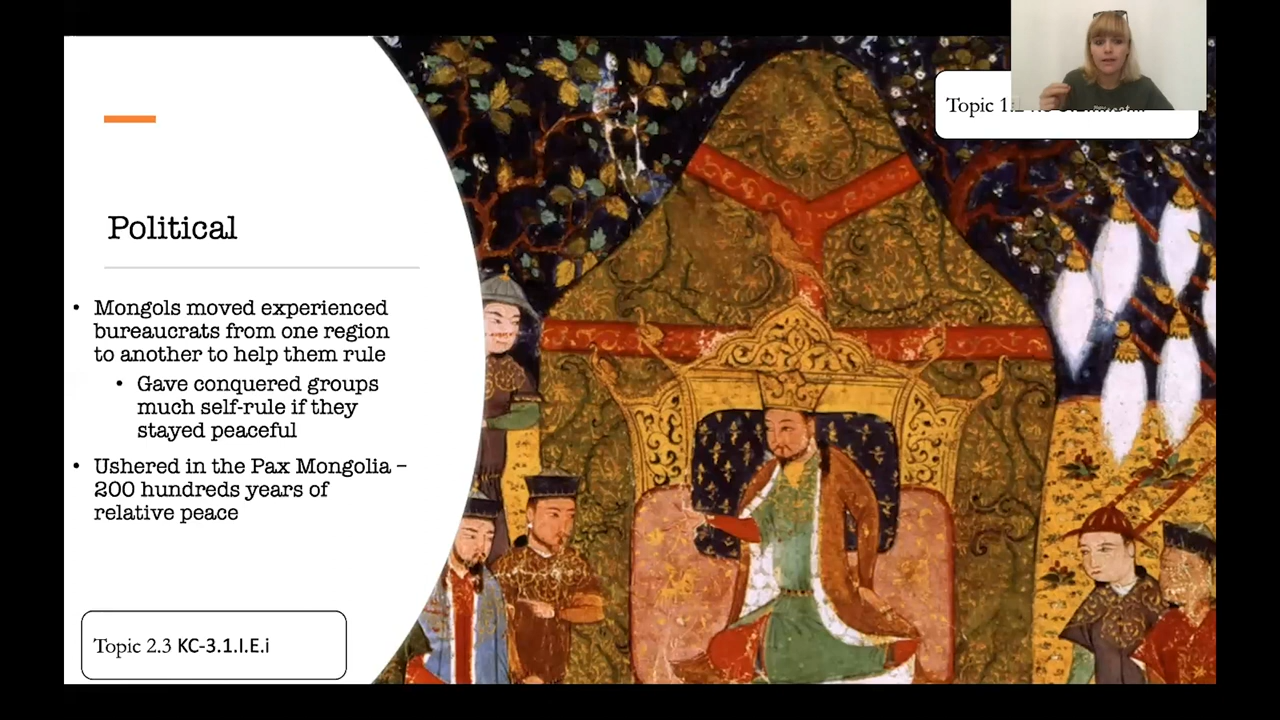 Topic 1.
Political
• Mongols moved experienced
bureaucrats from one region
to another to help them rule
• Gave conquered groups
much self-rule if they
stayed peaceful
• Ushered in the Pax Mongolia –
200 hundreds years of
relative peace
Topic 2.3 KC-3.1.I.E.i